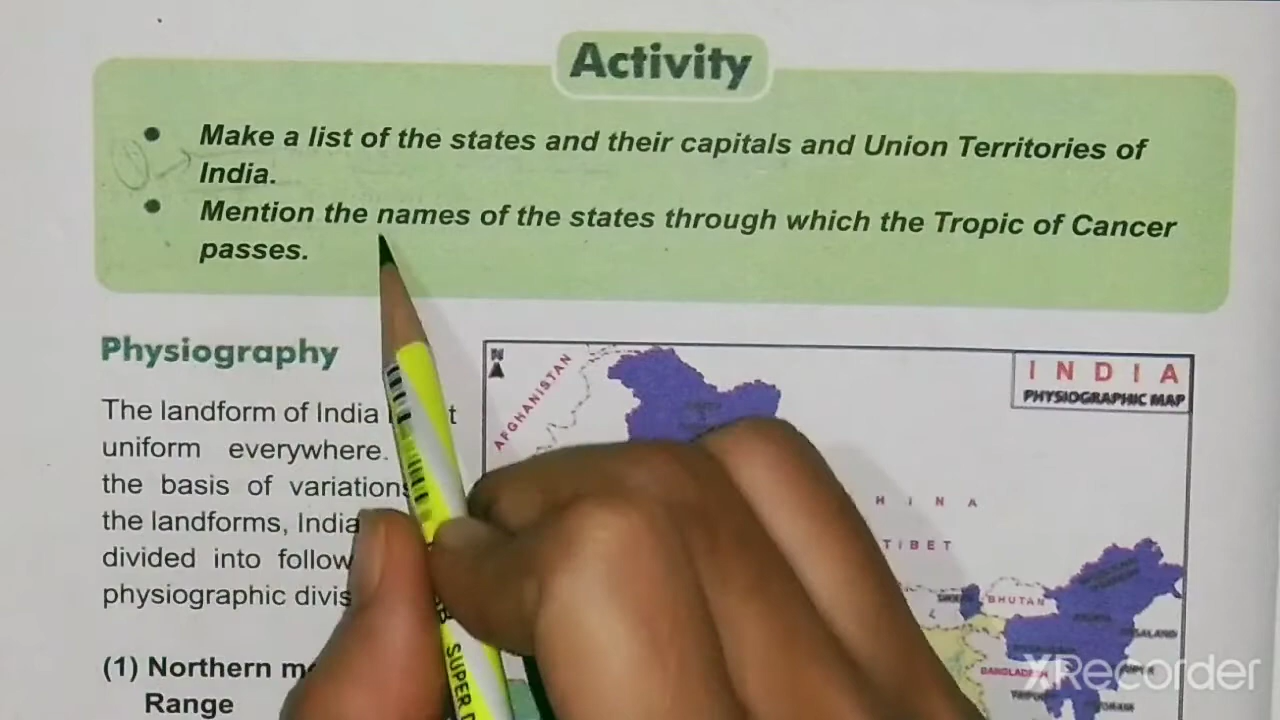 Activity
• Make a list of the states and their capitals and Union Territories of
India.
• Mention the names of the states through which the Tropic of Cancer
passes.
Physiography
The landform of India
uniform everywhere.
the basis of variations
the landforms, India
divided into follow
physiographic divis
(1) Northern m
Range
N
AFGHANISTAN
INDIA
PHYSIOGRAPHIC MAP
H I N A
TIBET
BHUTAN
BANGLADESH
SUPER
XRecorder